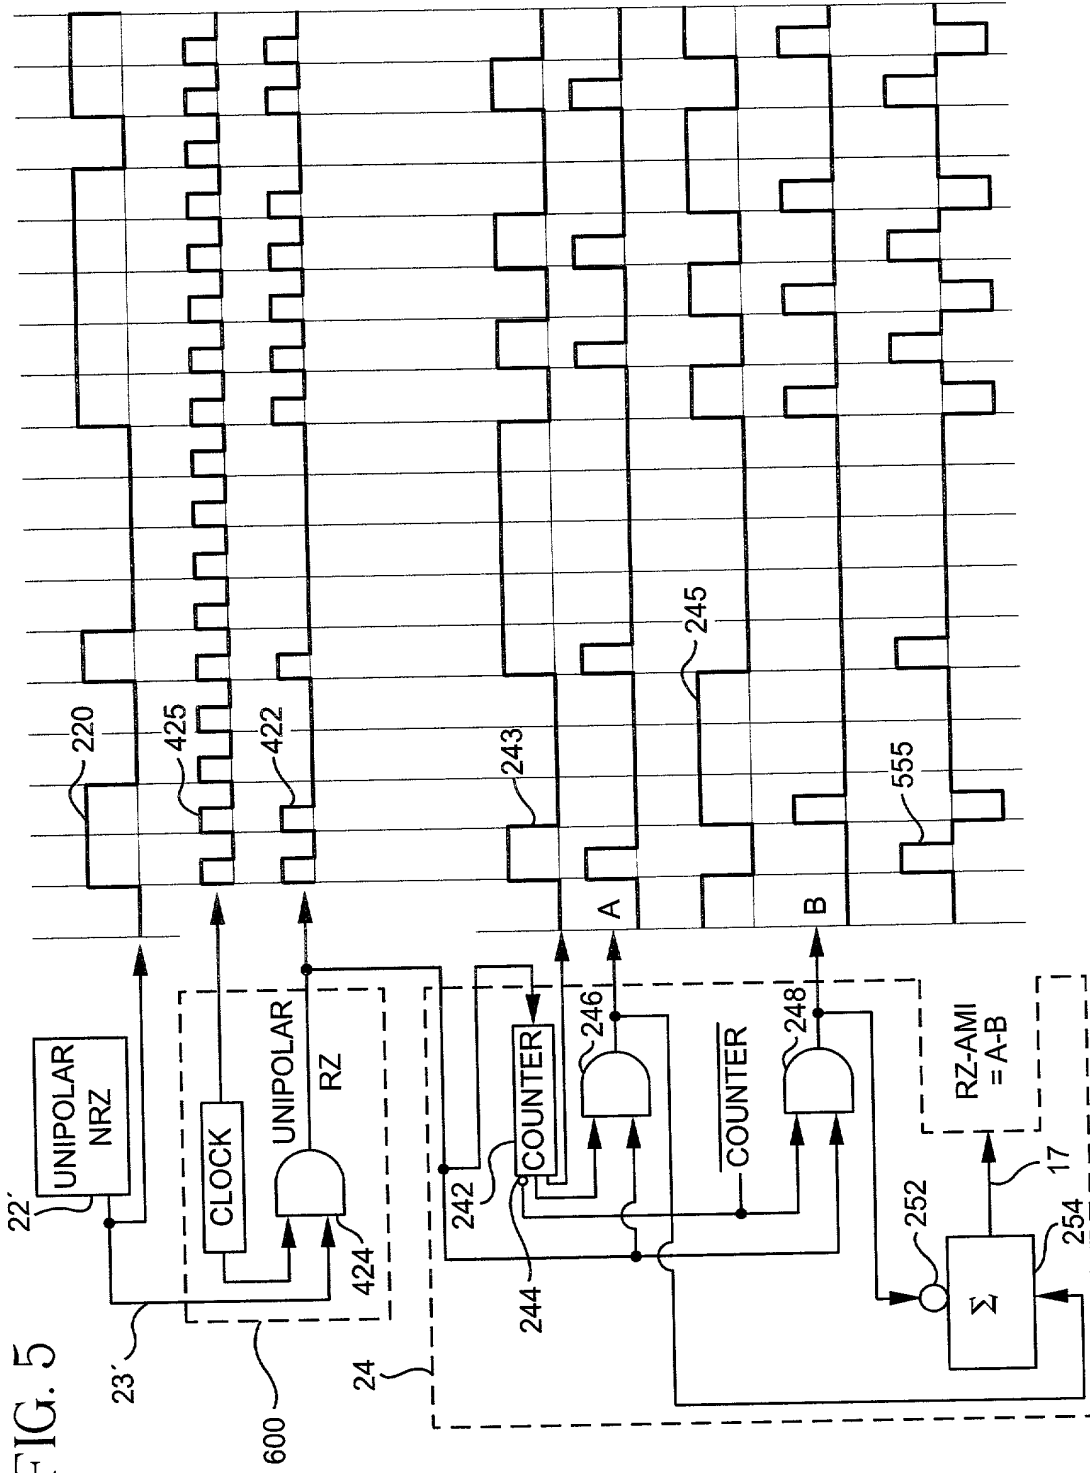 FIG. 5
22′
UNIPOLAR
NRZ
23′
220
600
CLOCK
425
424
UNIPOLAR
RZ
422
24
242
COUNTER
243
244
246
A
COUNTER
245
248
B
252
Σ
254
17
RZ-AMI
= A-B
555